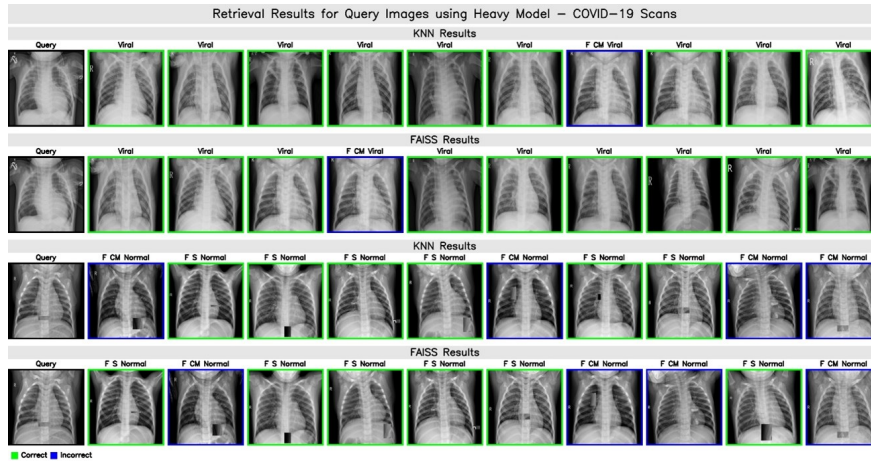 Retrieval Results for Query Images using Heavy Model - COVID-19 Scans
KNN Results
Query Viral Viral Viral Viral Viral Viral F CM Viral Viral Viral Viral
FAISS Results
Query Viral Viral Viral F CM Viral Viral Viral Viral Viral Viral Viral
KNN Results
Query F CM Normal F S Normal F S Normal F S Normal F S Normal F CM Normal F S Normal F S Normal F CM Normal F CM Normal
FAISS Results
Query F S Normal F CM Normal F S Normal F S Normal F S Normal F S Normal F CM Normal F CM Normal F S Normal F CM Normal
Correct Incorrect